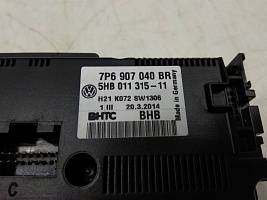 7P6 907 040 BR
5HB 011 315-11
Made in Germany
H21 K072 SW1306
1 III 20.3.2014
BHTC BHB
C